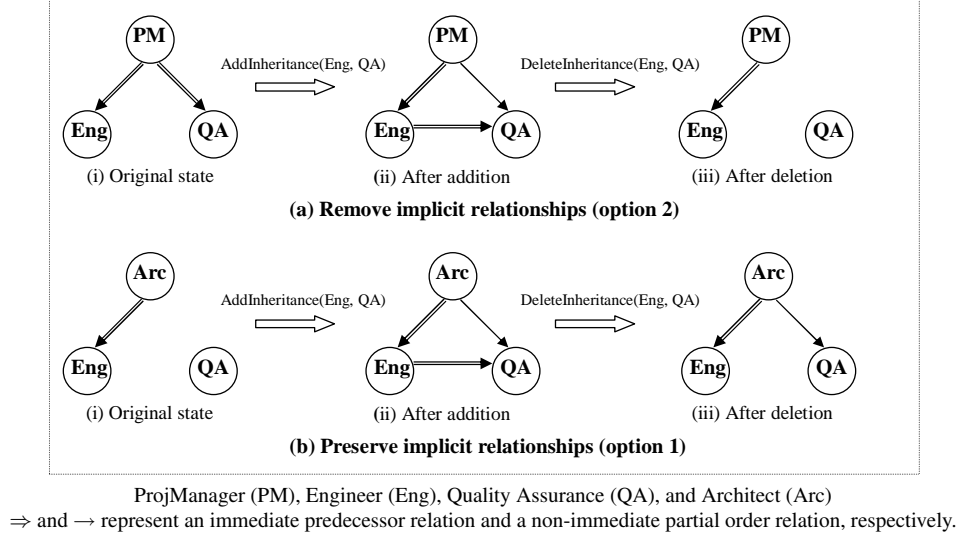 PM PM PM
AddInheritance(Eng, QA) DeleteInheritance(Eng, QA)
Eng QA Eng QA Eng QA
(i) Original state (ii) After addition (iii) After deletion
(a) Remove implicit relationships (option 2)
Arc Arc Arc
AddInheritance(Eng, QA) DeleteInheritance(Eng, QA)
Eng QA Eng QA Eng QA
(i) Original state (ii) After addition (iii) After deletion
(b) Preserve implicit relationships (option 1)
ProjManager (PM), Engineer (Eng), Quality Assurance (QA), and Architect (Arc)
⇒ and → represent an immediate predecessor relation and a non-immediate partial order relation, respectively.